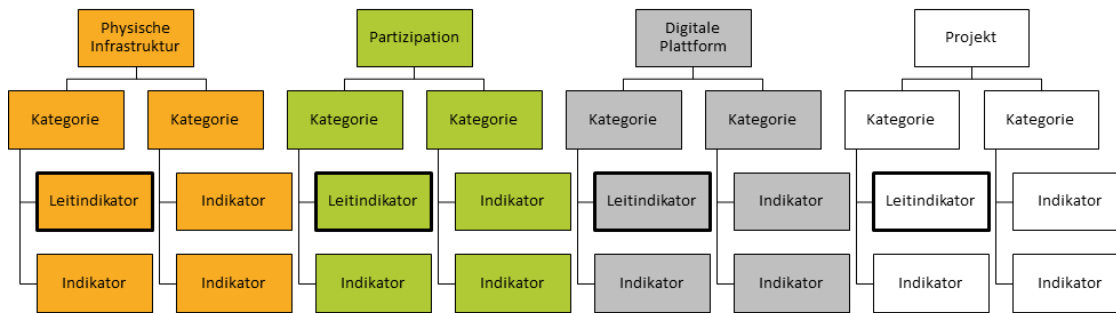 Physische
Infrastruktur
Partizipation
Digitale
Plattform
Projekt
Kategorie
Kategorie
Kategorie
Kategorie
Kategorie
Kategorie
Kategorie
Kategorie
Leitindikator
Indikator
Leitindikator
Indikator
Leitindikator
Indikator
Leitindikator
Indikator
Indikator
Indikator
Indikator
Indikator
Indikator
Indikator
Indikator
Indikator